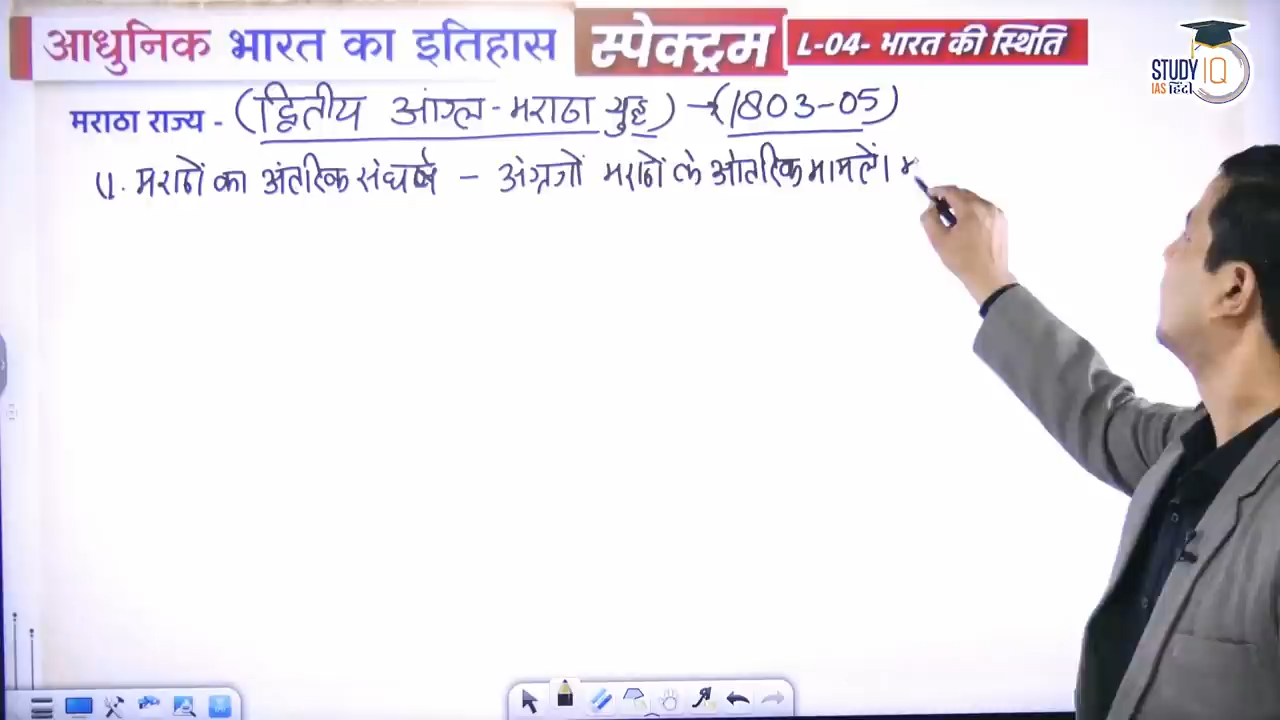 आधुनिक भारत का इतिहास स्पेक्ट्रम L-04- भारत की स्थिति
STUDY IQ
IAS हिंदी
मराठा राज्य - (द्वितीय आंग्ल-मराठा युद्ध) → (1803-05)
1. मराठों का अंतरिक संघर्ष - अंग्रजों मराठों के आंतरिक मामलें। म